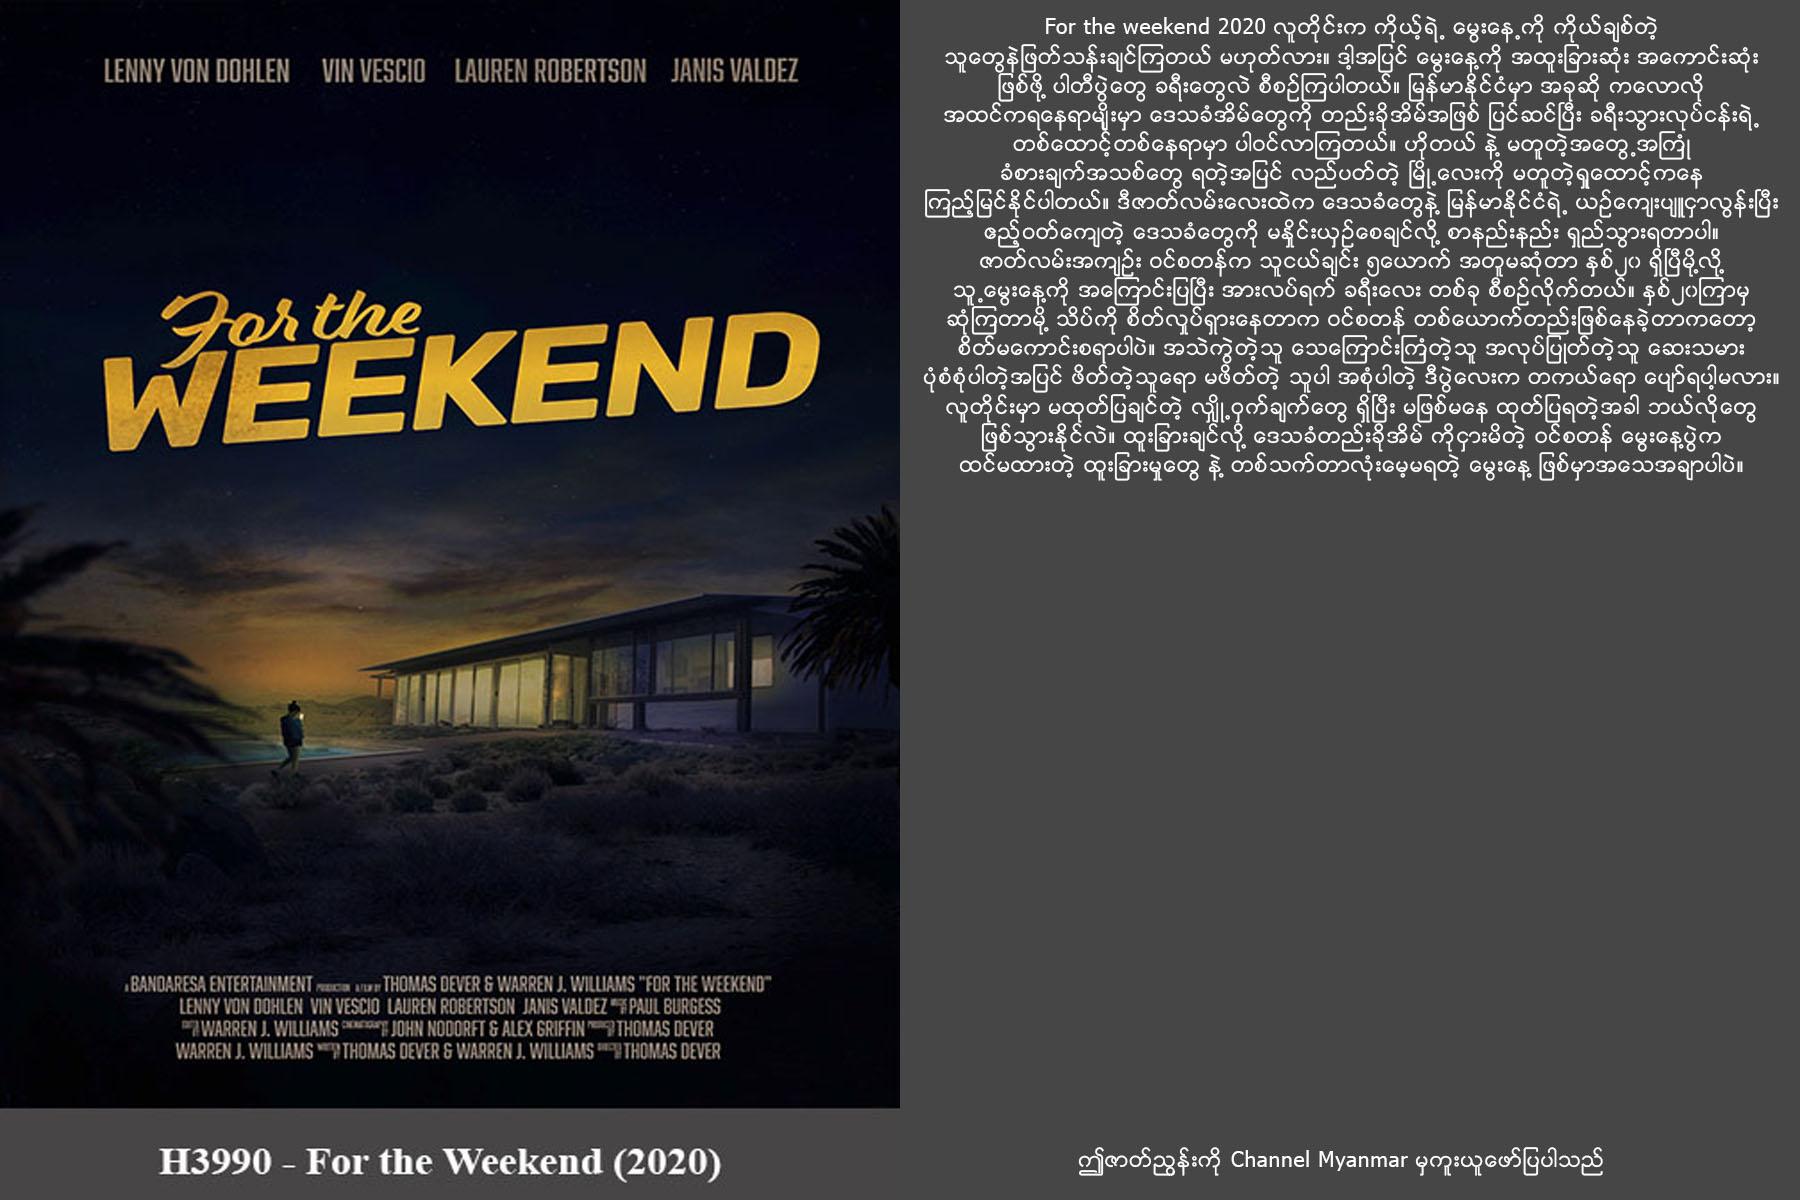 LENNY VON DOHLEN VIN VESCIO LAUREN ROBERTSON JANIS VALDEZ
For the
WEEKEND
A BANDARESA ENTERTAINMENT PRODUCTION A FILM BY THOMAS DEVER & WARREN J. WILLIAMS "FOR THE WEEKEND"
LENNY VON DOHLEN VIN VESCIO LAUREN ROBERTSON JANIS VALDEZ MUSIC BY PAUL BURGESS
EDITED BY WARREN J. WILLIAMS CINEMATOGRAPHY BY JOHN NODORFT & ALEX GRIFFIN PRODUCED BY THOMAS DEVER
WARREN J. WILLIAMS WRITTEN BY THOMAS DEVER & WARREN J. WILLIAMS DIRECTED BY THOMAS DEVER
H3990 - For the Weekend (2020)
For the weekend 2020 လူတိုင်းက ကိုယ့်ရဲ့ မွေးနေ့ကို ကိုယ်ချစ်တဲ့
သူတွေနဲ့ဖြတ်သန်းချင်ကြတယ် မဟုတ်လား။ ဒါ့အပြင် မွေးနေ့ကို အထူးခြားဆုံး အကောင်းဆုံး
ဖြစ်ဖို့ ပါတီပွဲတွေ ခရီးတွေလဲ စီစဉ်ကြပါတယ်။ မြန်မာနိုင်ငံမှာ အခုဆို ကလောလို
အထင်ကရနေရာမျိုးမှာ ဒေသခံအိမ်တွေကို တည်းခိုအိမ်အဖြစ် ပြင်ဆင်ပြီး ခရီးသွားလုပ်ငန်းရဲ့
တစ်ထောင့်တစ်နေရာမှာ ပါဝင်လာကြတယ်။ ဟိုတယ် နဲ့ မတူတဲ့အတွေ့အကြုံ
ခံစားချက်အသစ်တွေ ရတဲ့အပြင် လည်ပတ်တဲ့ မြို့လေးကို မတူတဲ့ရှုထောင့်ကနေ
ကြည့်မြင်နိုင်ပါတယ်။ ဒီဇာတ်လမ်းလေးထဲက ဒေသခံတွေနဲ့ မြန်မာနိုင်ငံရဲ့ ယဉ်ကျေးပျူငှာလွန်းပြီး
ဧည့်ဝတ်ကျေတဲ့ ဒေသခံတွေကို မနှိုင်းယှဉ်စေချင်လို့ စာနည်းနည်း ရှည်သွားရတာပါ။
ဇာတ်လမ်းအကျဉ်း ဝင်စတန်က သူငယ်ချင်း ၅ယောက် အတူမဆုံတာ နှစ်၂၀ ရှိပြီမို့လို့
သူ့မွေးနေ့ကို အကြောင်းပြပြီး အားလပ်ရက် ခရီးလေး တစ်ခု စီစဉ်လိုက်တယ်။ နှစ်၂၀ကြာမှ
ဆုံကြတာမို့ သိပ်ကို စိတ်လှုပ်ရှားနေတာက ဝင်စတန် တစ်ယောက်တည်းဖြစ်နေခဲ့တာကတော့
စိတ်မကောင်းစရာပါပဲ။ အသဲကွဲတဲ့သူ သေကြောင်းကြံတဲ့သူ အလုပ်ပြုတ်တဲ့သူ ဆေးသမား
ပုံစံစုံပါတဲ့အပြင် ဖိတ်တဲ့သူရော မဖိတ်တဲ့ သူပါ အစုံပါတဲ့ ဒီပွဲလေးက တကယ်ရော ပျော်ရပါ့မလား။
လူတိုင်းမှာ မထုတ်ပြချင်တဲ့ လျှို့ဝှက်ချက်တွေ ရှိပြီး မဖြစ်မနေ ထုတ်ပြရတဲ့အခါ ဘယ်လိုတွေ
ဖြစ်သွားနိုင်လဲ။ ထူးခြားချင်လို့ ဒေသခံတည်းခိုအိမ် ကိုငှားမိတဲ့ ဝင်စတန် မွေးနေ့ပွဲက
ထင်မထားတဲ့ ထူးခြားမှုတွေ နဲ့ တစ်သက်တာလုံးမေ့မရတဲ့ မွေးနေ့ ဖြစ်မှာအသေအချာပါပဲ။
ဤဇာတ်ညွှန်းကို Channel Myanmar မှကူးယူဖော်ပြပါသည်